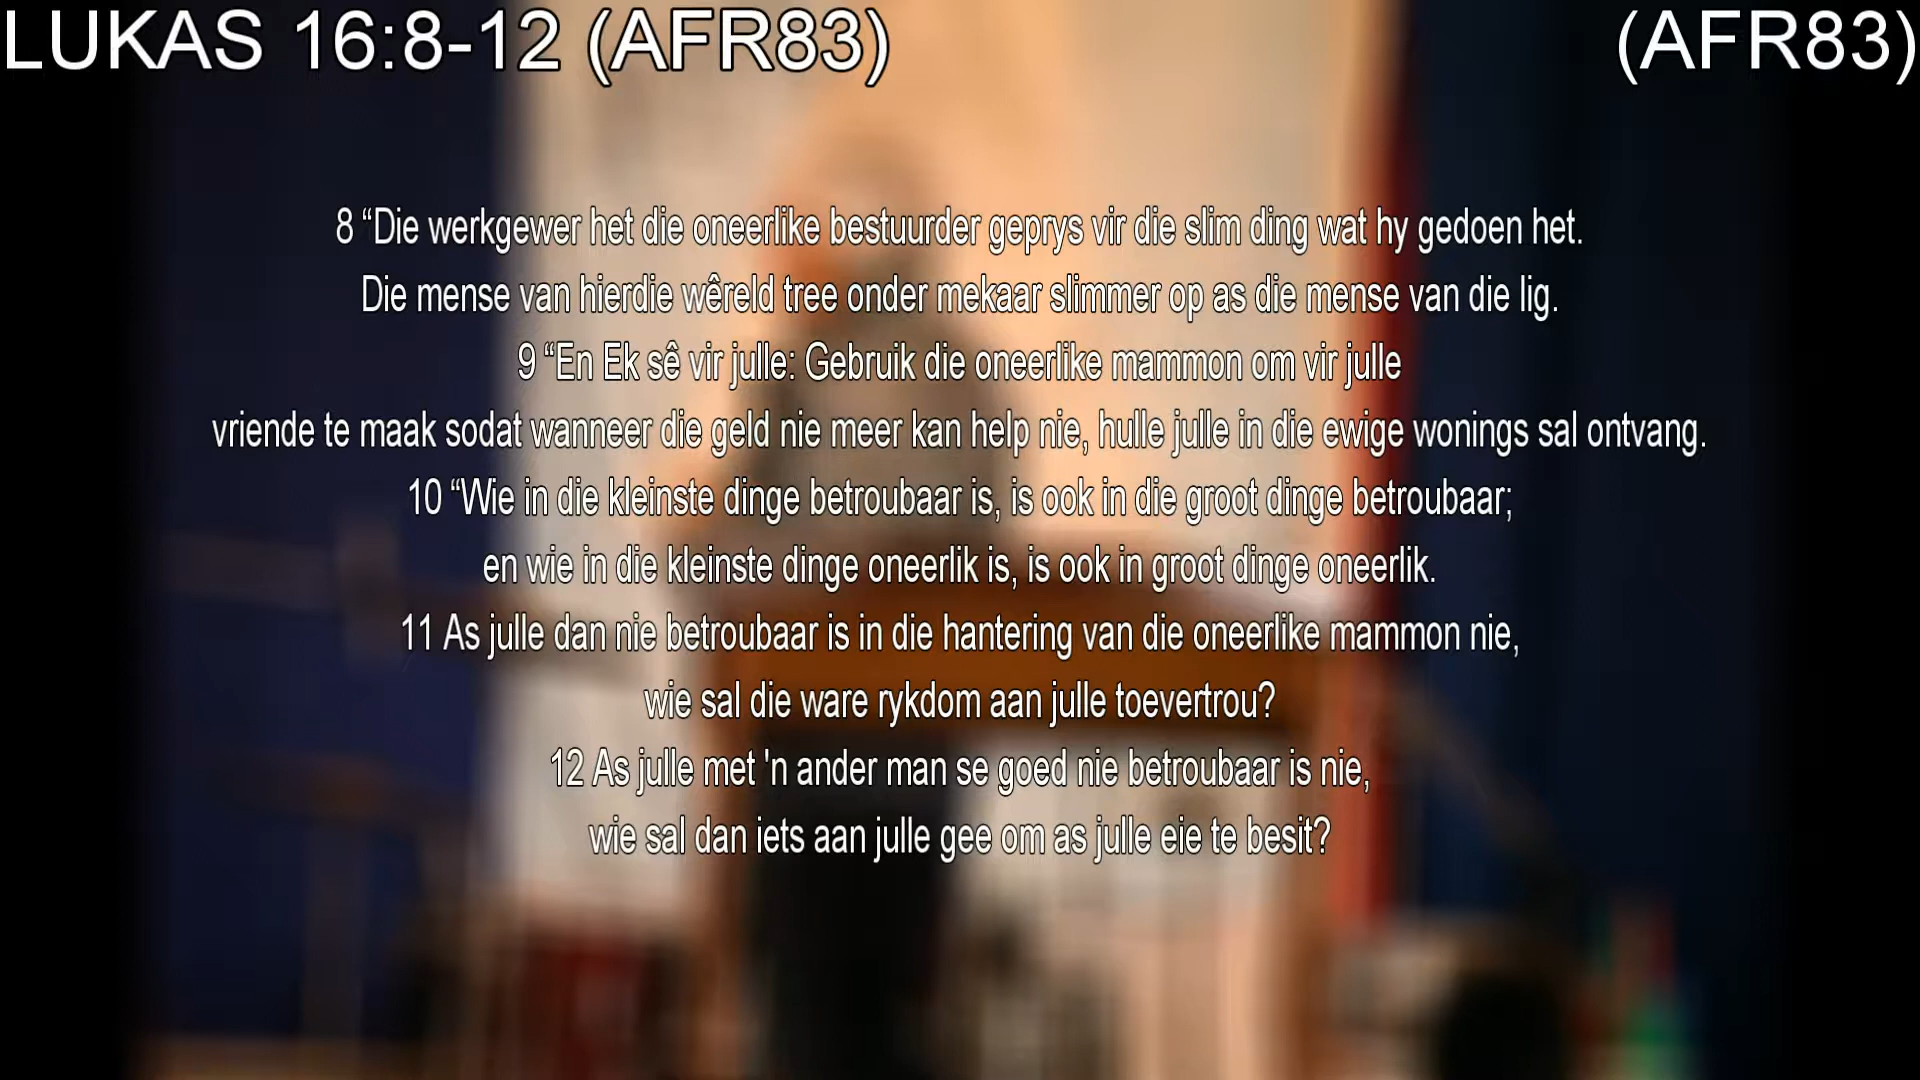 LUKAS 16:8-12 (AFR83)
(AFR83)
8 “Die werkgewer het die oneerlike bestuurder geprys vir die slim ding wat hy gedoen het.
Die mense van hierdie wêreld tree onder mekaar slimmer op as die mense van die lig.
9 “En Ek sê vir julle: Gebruik die oneerlike mammon om vir julle
vriende te maak sodat wanneer die geld nie meer kan help nie, hulle julle in die ewige wonings sal ontvang.
10 “Wie in die kleinste dinge betroubaar is, is ook in die groot dinge betroubaar;
en wie in die kleinste dinge oneerlik is, is ook in groot dinge oneerlik.
11 As julle dan nie betroubaar is in die hantering van die oneerlike mammon nie,
wie sal die ware rykdom aan julle toevertrou?
12 As julle met 'n ander man se goed nie betroubaar is nie,
wie sal dan iets aan julle gee om as julle eie te besit?